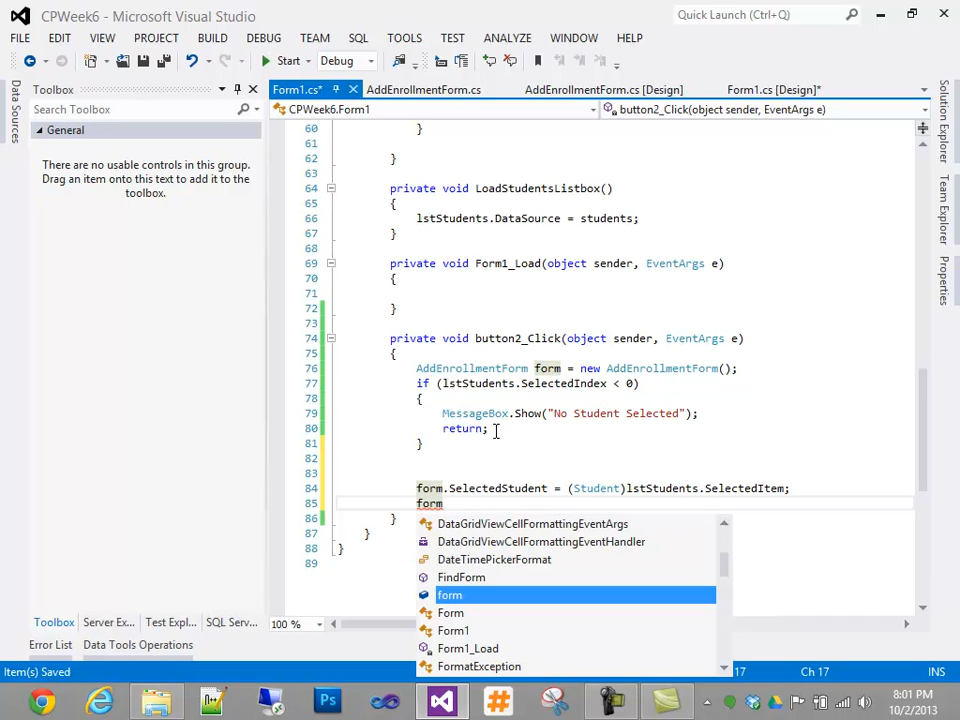 CPWeek6 - Microsoft Visual Studio
Quick Launch (Ctrl+Q)
FILE EDIT VIEW PROJECT BUILD DEBUG TEAM SQL TOOLS TEST ANALYZE WINDOW HELP
Start Debug
Toolbox
Form1.cs* AddEnrollmentForm.cs AddEnrollmentForm.cs [Design] Form1.cs [Design]*
Data Sources
Search Toolbox
CPWeek6.Form1 button2_Click(object sender, EventArgs e)
General
There are no usable controls in this group.
Drag an item onto this text to add it to the
toolbox.
Solution Explorer
Team Explorer
Properties
60 }
61
62 }
63
64 private void LoadStudentsListbox()
65 {
66 lstStudents.DataSource = students;
67 }
68
69 private void Form1_Load(object sender, EventArgs e)
70 {
71
72 }
73
74 private void button2_Click(object sender, EventArgs e)
75 {
76 AddEnrollmentForm form = new AddEnrollmentForm();
77 if (lstStudents.SelectedIndex < 0)
78 {
79 MessageBox.Show("No Student Selected");
80 return;
81 }
82
83
84 form.SelectedStudent = (Student)lstStudents.SelectedItem;
85 form
86 }
87 }
88 }
89
DataGridViewCellFormattingEventArgs
DataGridViewCellFormattingEventHandler
DateTimePickerFormat
FindForm
form
Form
Form1
Form1_Load
FormatException
Toolbox Server Ex... Test Expl... SQL Serv...
100 %
Error List Data Tools Operations
Item(s) Saved
17 Ch 17 INS
Ps
8:01 PM
10/2/2013